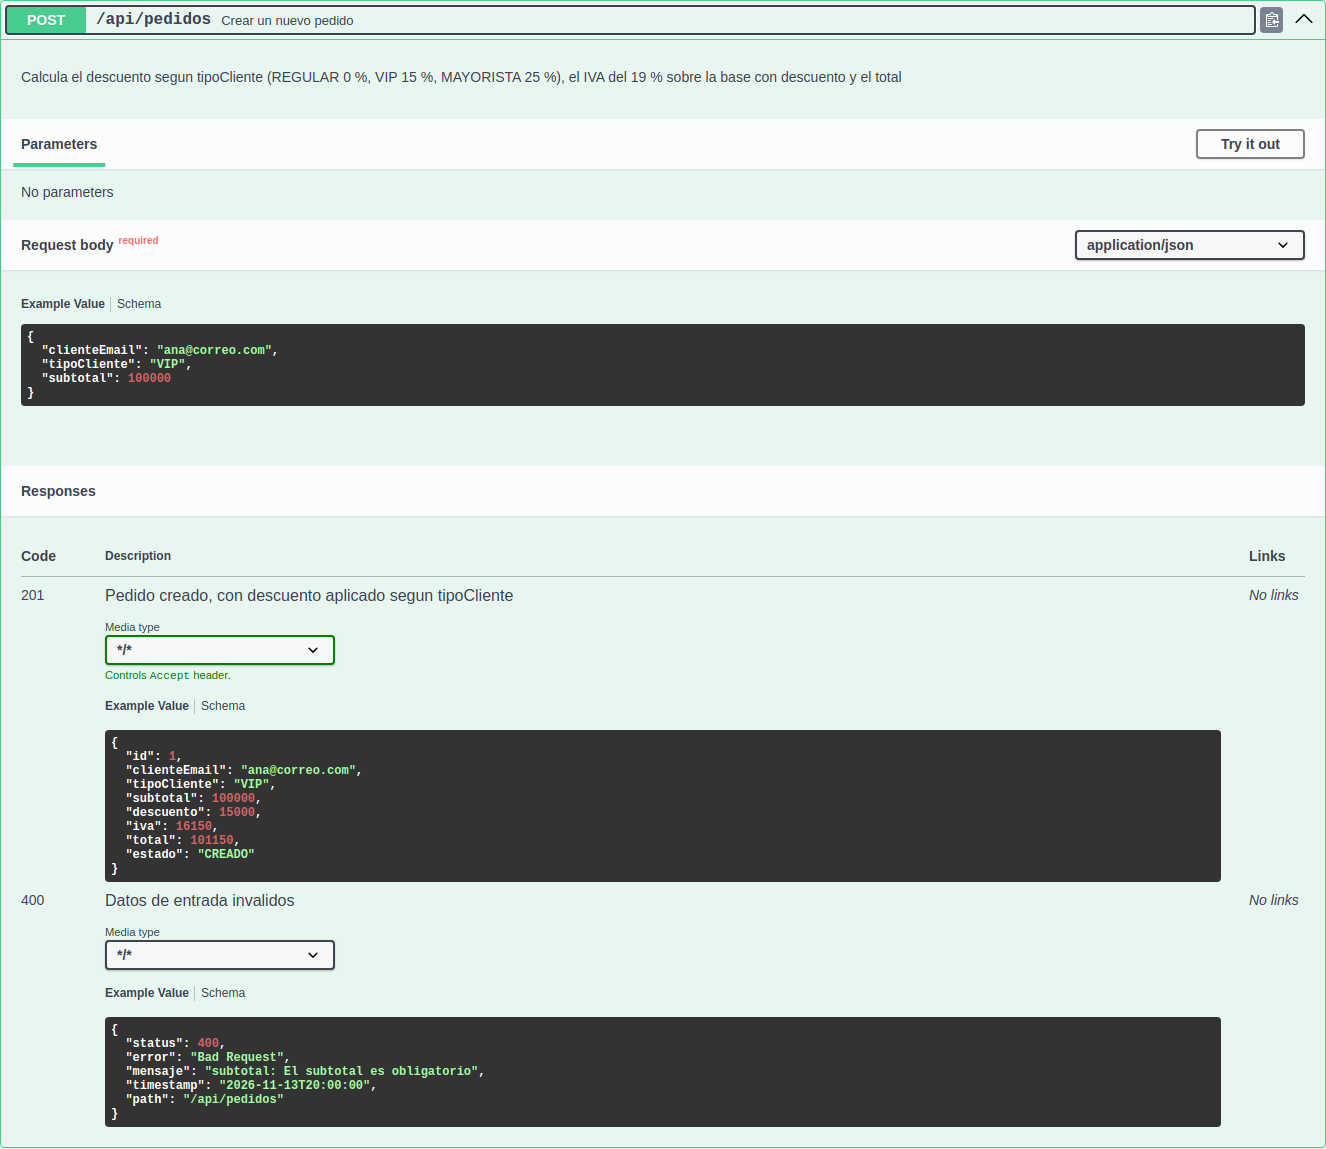 POST /api/pedidos Crear un nuevo pedido
Calcula el descuento segun tipoCliente (REGULAR 0 %, VIP 15 %, MAYORISTA 25 %), el IVA del 19 % sobre la base con descuento y el total
Parameters
Try it out
No parameters
Request body required
application/json
Example Value Schema
{
  "clienteEmail": "ana@correo.com",
  "tipoCliente": "VIP",
  "subtotal": 100000
}
Responses
Code Description Links
201 Pedido creado, con descuento aplicado segun tipoCliente No links
Media type
*/*
Controls Accept header.
Example Value Schema
{
  "id": 1,
  "clienteEmail": "ana@correo.com",
  "tipoCliente": "VIP",
  "subtotal": 100000,
  "descuento": 15000,
  "iva": 16150,
  "total": 101150,
  "estado": "CREADO"
}
400 Datos de entrada invalidos No links
Media type
*/*
Example Value Schema
{
  "status": 400,
  "error": "Bad Request",
  "mensaje": "subtotal: El subtotal es obligatorio",
  "timestamp": "2026-11-13T20:00:00",
  "path": "/api/pedidos"
}